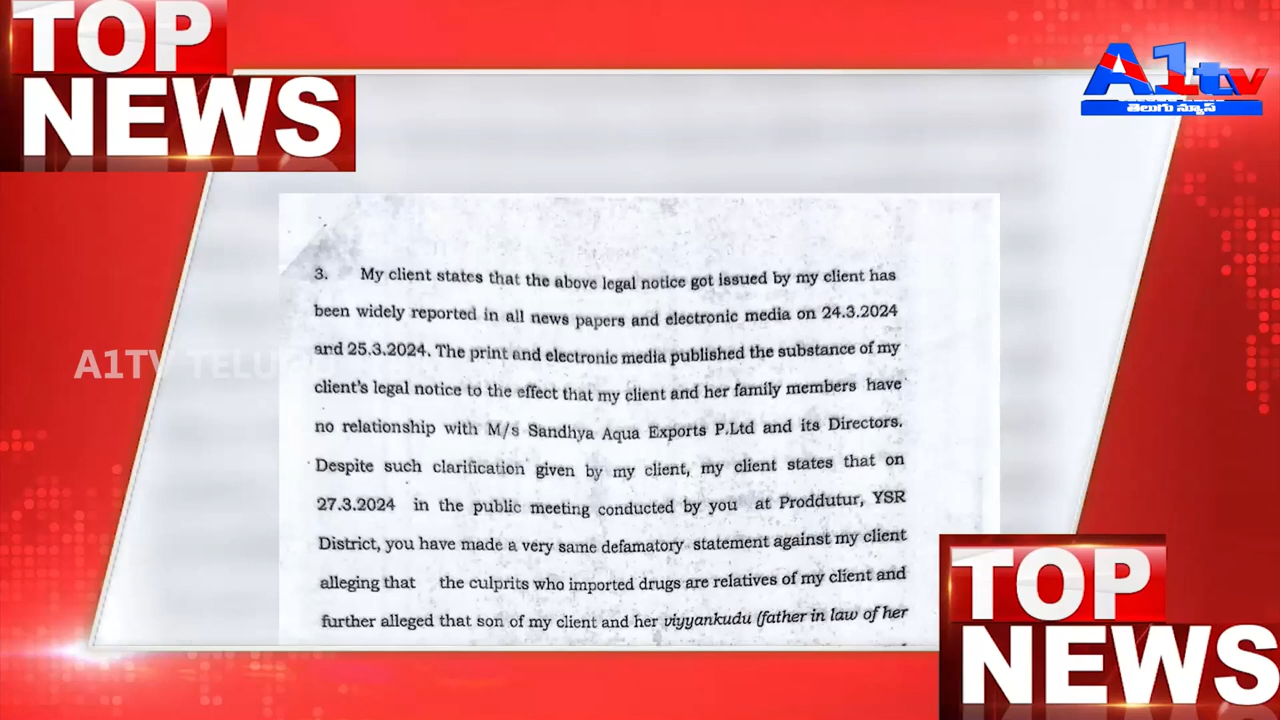 TOP
NEWS
A1tv
తెలుగు న్యూస్
3. My client states that the above legal notice got issued by my client has
been widely reported in all news papers and electronic media on 24.3.2024
and 25.3.2024. The print and electronic media published the substance of my
A1TV TELU
client's legal notice to the effect that my client and her family members have
no relationship with M/s Sandhya Aqua Exports P.Ltd and its Directors.
Despite such clarification given by my client, my client states that on
27.3.2024 in the public meeting conducted by you at Proddutur, YSR
District, you have made a very same defamatory statement against my client
alleging that the culprits who imported drugs are relatives of my client and
further alleged that son of my client and her viyyankudu (father in law of her
TOP
NEWS